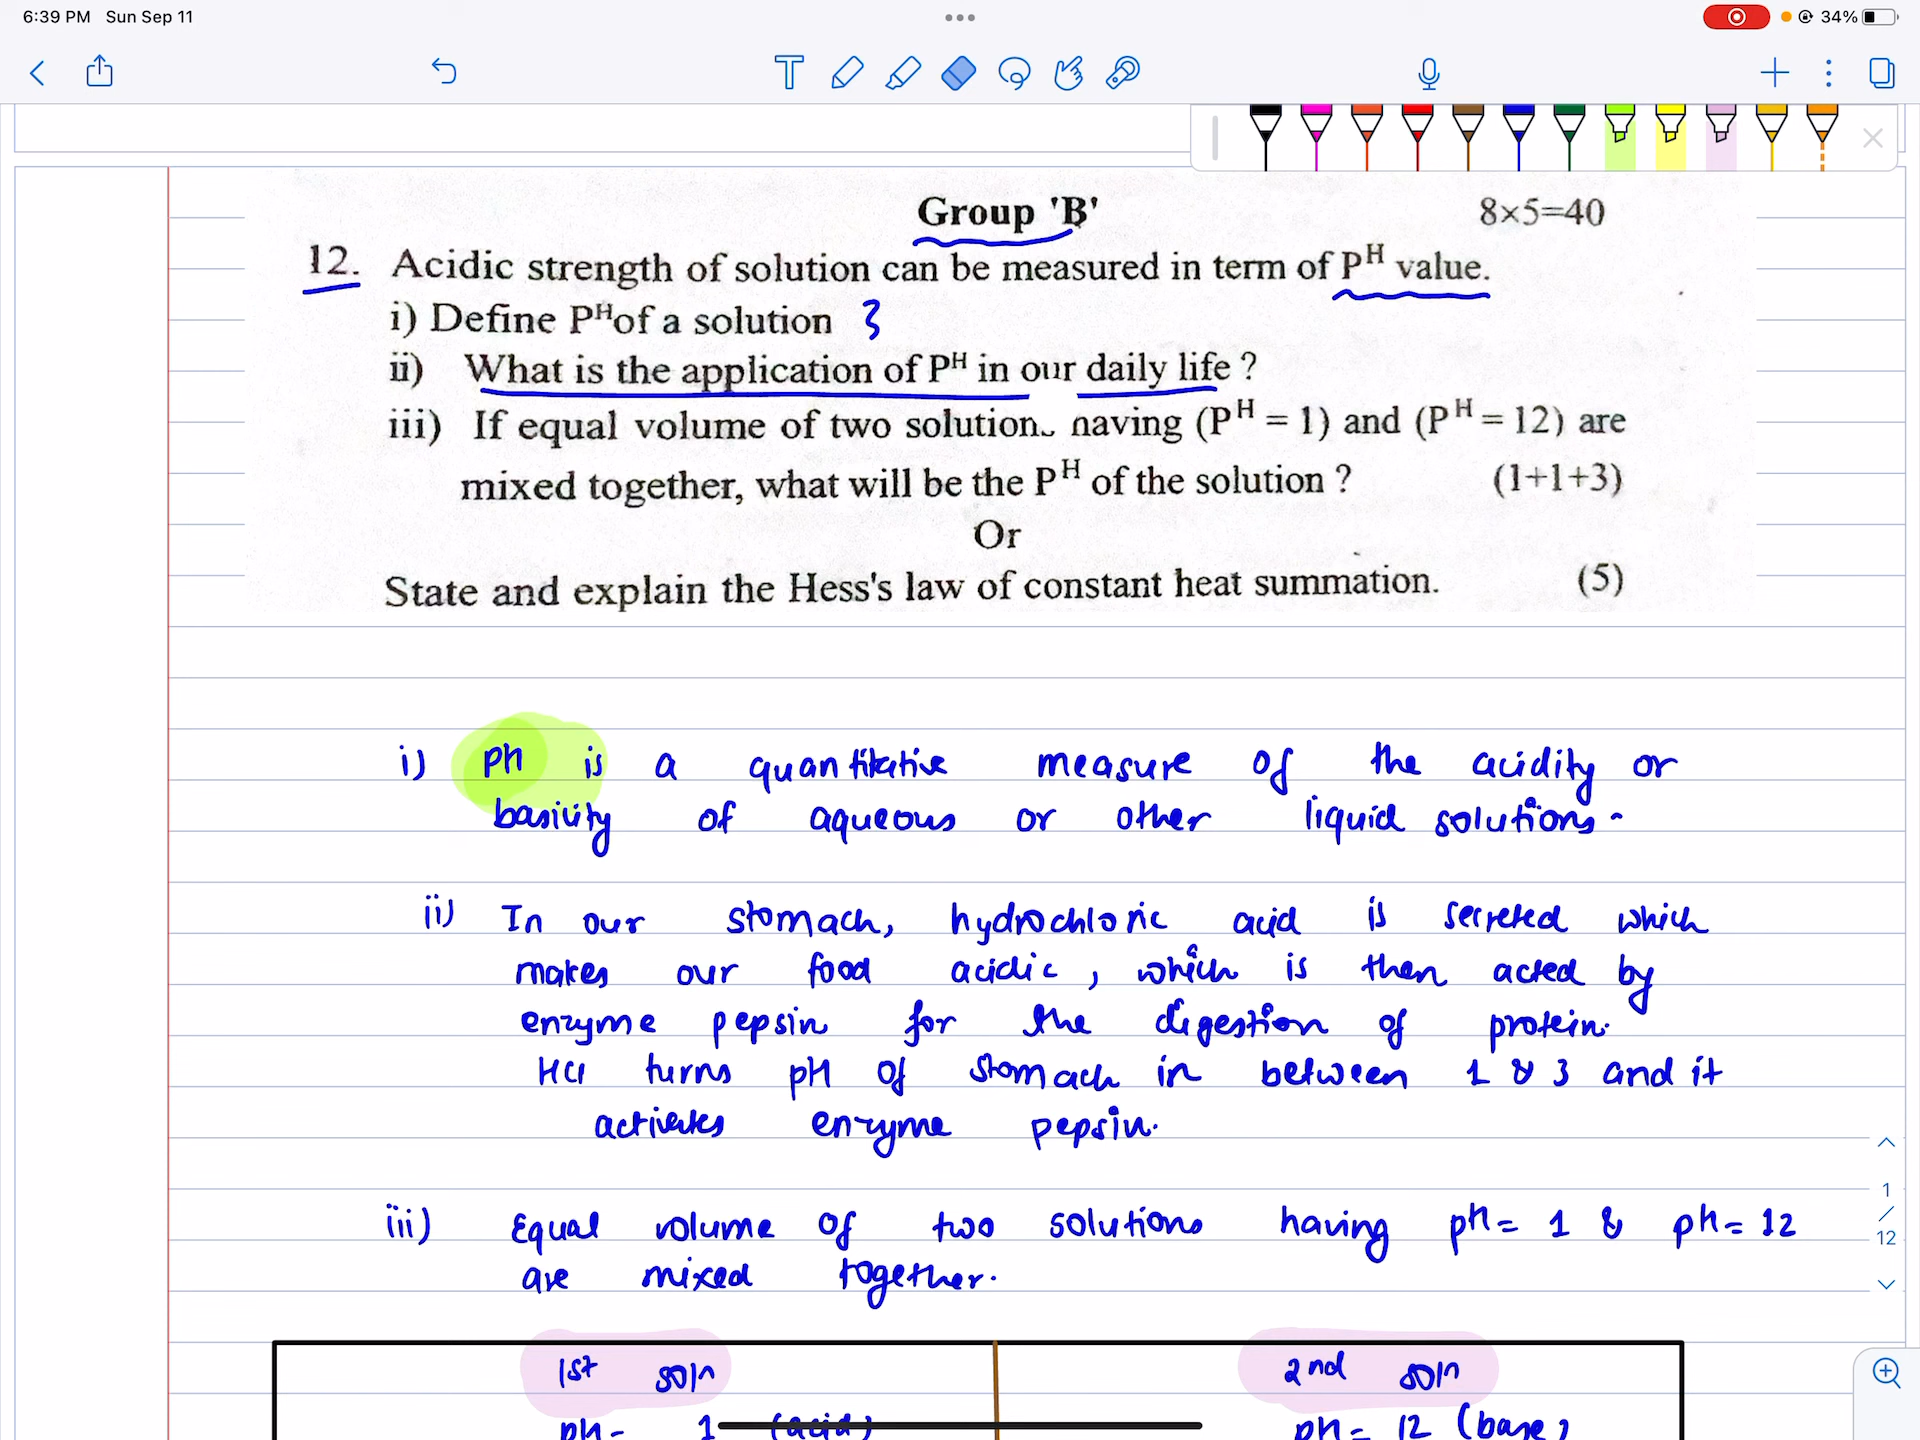 6:39 PM Sun Sep 11
34%
Group 'B' 8×5=40
12. Acidic strength of solution can be measured in term of P^H value.
i) Define P^H of a solution
ii) What is the application of P^H in our daily life ?
iii) If equal volume of two solution naving (P^H = 1) and (P^H = 12) are
mixed together, what will be the P^H of the solution ? (1+1+3)
Or
State and explain the Hess's law of constant heat summation. (5)
i) pH is a quantitative measure of the acidity or
basicity of aqueous or other liquid solutions.
ii) In our stomach, hydrochloric acid is secreted which
makes our food acidic, which is then acted by
enzyme pepsin for the digestion of protein.
HCl turns pH of stomach in between 1 & 3 and it
activates enzyme pepsin.
iii) Equal volume of two solutions having pH = 1 & pH = 12
are mixed together.
1st soln 2nd soln
pH = 1 (acid) pH = 12 (base)
1
/
12